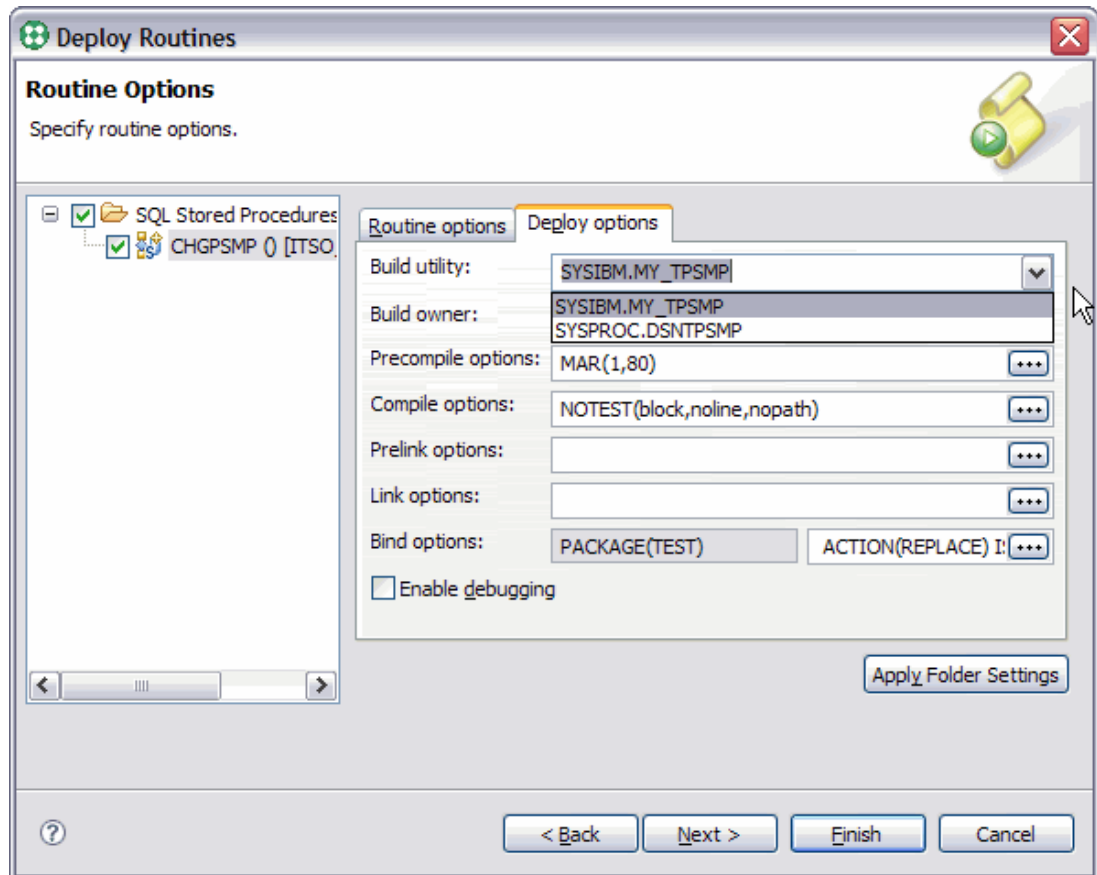 Deploy Routines
Routine Options
Specify routine options.
SQL Stored Procedures
CHGPSMP () [ITSO_
Routine options
Deploy options
Build utility:
SYSIBM.MY_TPSMP
SYSIBM.MY_TPSMP
SYSPROC.DSNTPSMP
Build owner:
Precompile options:
MAR(1,80)
Compile options:
NOTEST(block,noline,nopath)
Prelink options:
Link options:
Bind options:
PACKAGE(TEST)
ACTION(REPLACE) I
Enable debugging
Apply Folder Settings
< Back
Next >
Finish
Cancel